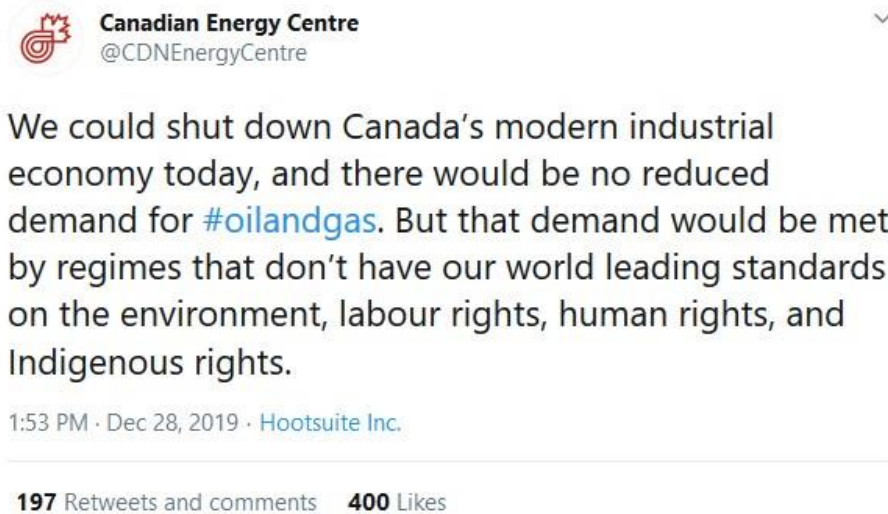 Canadian Energy Centre
@CDNEnergyCentre
We could shut down Canada’s modern industrial
economy today, and there would be no reduced
demand for #oilandgas. But that demand would be met
by regimes that don’t have our world leading standards
on the environment, labour rights, human rights, and
Indigenous rights.
1:53 PM · Dec 28, 2019 · Hootsuite Inc.
197 Retweets and comments 400 Likes